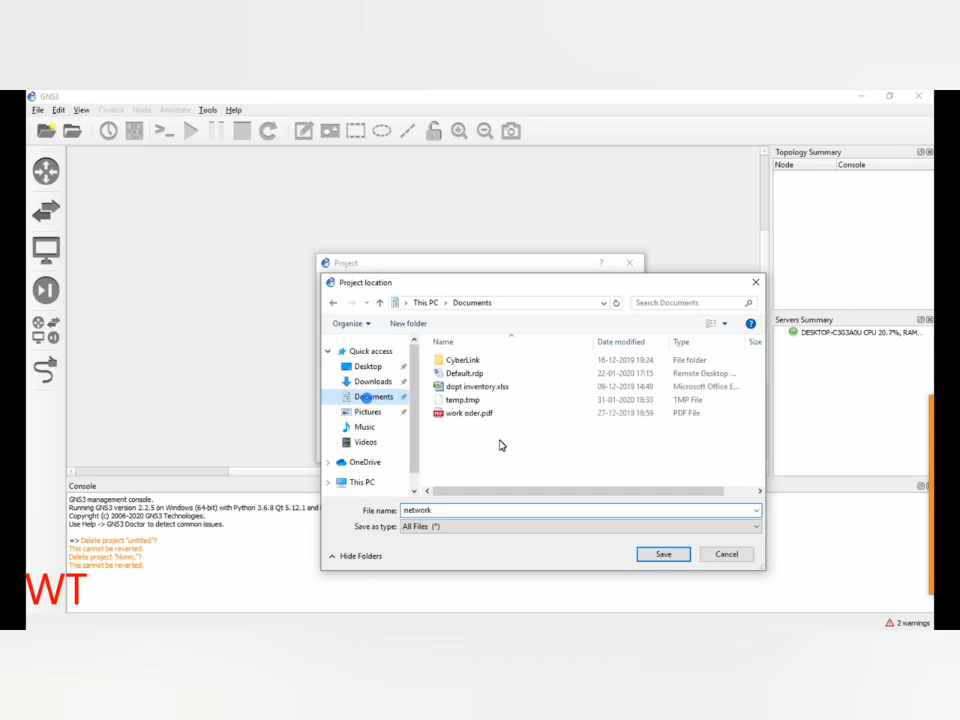 GNS3
File Edit View Control Node Annotate Tools Help
Topology Summary
Node Console
Project ?
Project location
This PC > Documents
Search Documents
Organize New folder
?
Name Date modified Type Size
Quick access
Desktop
Downloads
Documents
Pictures
Music
Videos
OneDrive
This PC
CyberLink 16-12-2019 19:24 File folder
Default.rdp 22-01-2020 17:15 Remote Desktop ...
dopt inventory.xlsx 09-12-2019 14:49 Microsoft Office E...
temp.tmp 31-01-2020 18:33 TMP File
work oder.pdf 27-12-2019 18:59 PDF File
File name: network
Save as type: All Files (*)
Hide Folders Save Cancel
Servers Summary
DESKTOP-C3G3A0U CPU 20.7%, RAM...
Console
GNS3 management console.
Running GNS3 version 2.2.5 on Windows (64-bit) with Python 3.6.8 Qt 5.12.1 and
Copyright (c) 2006-2020 GNS3 Technologies.
Use Help -> GNS3 Doctor to detect common issues.
=> Delete project "untitled"?
This cannot be reverted.
Delete project "hkmm,"?
This cannot be reverted.
WT
2 warnings